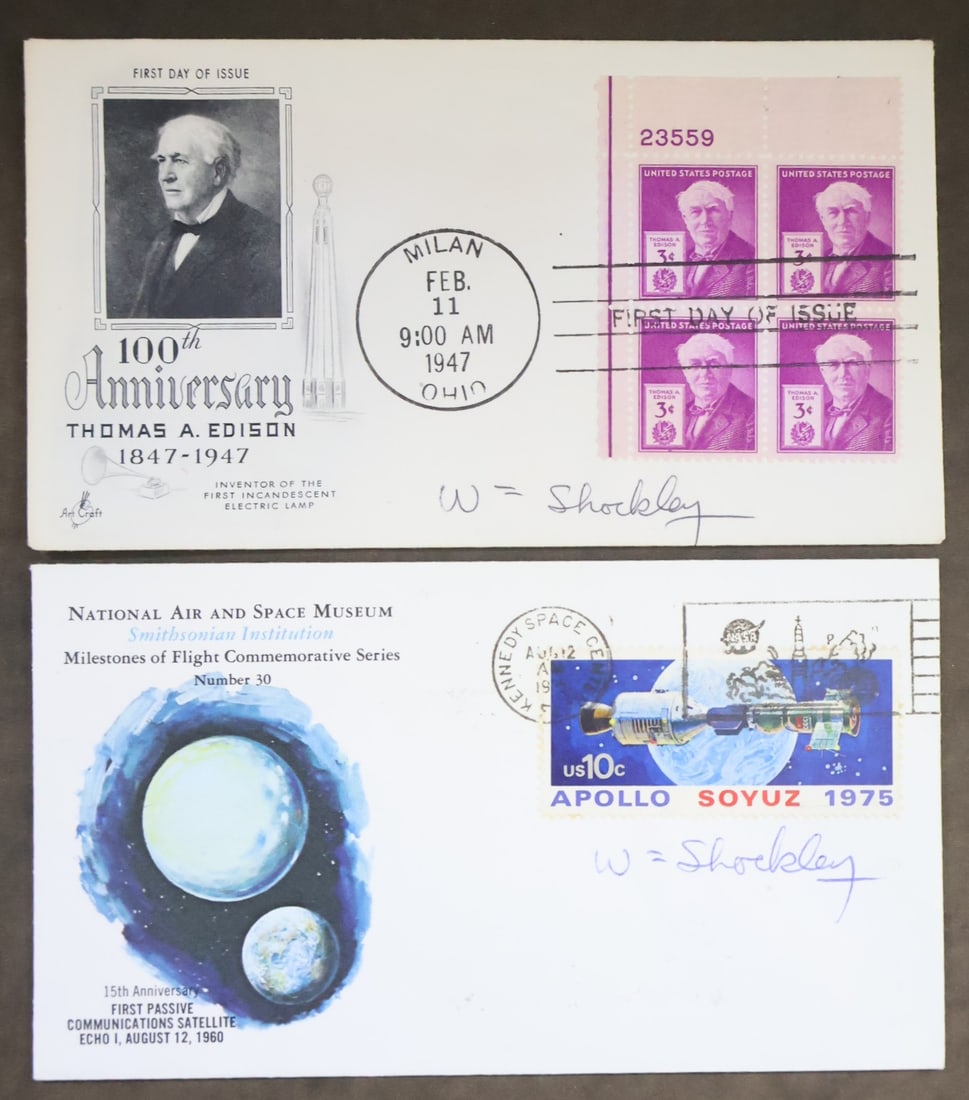 FIRST DAY OF ISSUE
100th
Anniversary
THOMAS A. EDISON
1847-1947
INVENTOR OF THE
FIRST INCANDESCENT
ELECTRIC LAMP
Art Craft
MILAN
FEB.
11
9:00 AM
1947
OHIO
23559
UNITED STATES POSTAGE
THOMAS A.
EDISON
3¢
UNITED STATES POSTAGE
THOMAS A.
EDISON
3¢
FIRST DAY OF ISSUE
UNITED STATES POSTAGE
THOMAS A.
EDISON
3¢
UNITED STATES POSTAGE
THOMAS A.
EDISON
3¢
W = Shockley
NATIONAL AIR AND SPACE MUSEUM
Smithsonian Institution
Milestones of Flight Commemorative Series
Number 30
15th Anniversary
FIRST PASSIVE
COMMUNICATIONS SATELLITE
ECHO I, AUGUST 12, 1960
KENNEDY SPACE
AUG 12
NASA
US10c
APOLLO SOYUZ 1975
W = Shockley